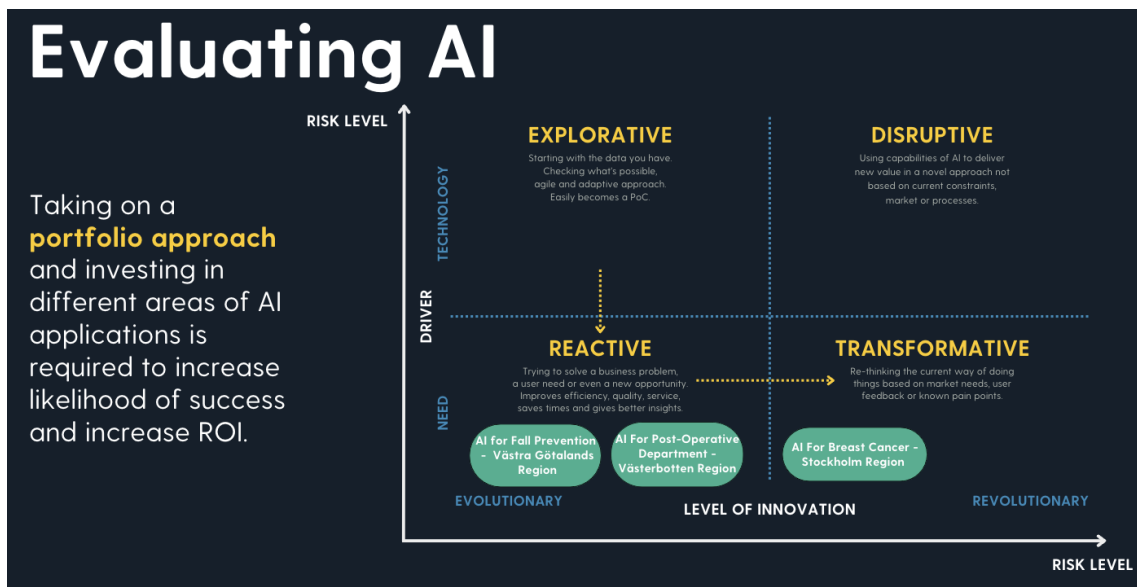 Evaluating AI
Taking on a
portfolio approach
and investing in
different areas of AI
applications is
required to increase
likelihood of success
and increase ROI.
RISK LEVEL
DRIVER
TECHNOLOGY
NEED
EXPLORATIVE
Starting with the data you have.
Checking what's possible,
agile and adaptive approach.
Easily becomes a PoC.
DISRUPTIVE
Using capabilities of AI to deliver
new value in a novel approach not
based on current constraints,
market or processes.
REACTIVE
Trying to solve a business problem,
a user need or even a new opportunity.
Improves efficiency, quality, service,
saves times and gives better insights.
TRANSFORMATIVE
Re-thinking the current way of doing
things based on market needs, user
feedback or known pain points.
AI for Fall Prevention
- Västra Götalands
Region
AI For Post-Operative
Department -
Västerbotten Region
AI For Breast Cancer -
Stockholm Region
EVOLUTIONARY
LEVEL OF INNOVATION
REVOLUTIONARY
RISK LEVEL